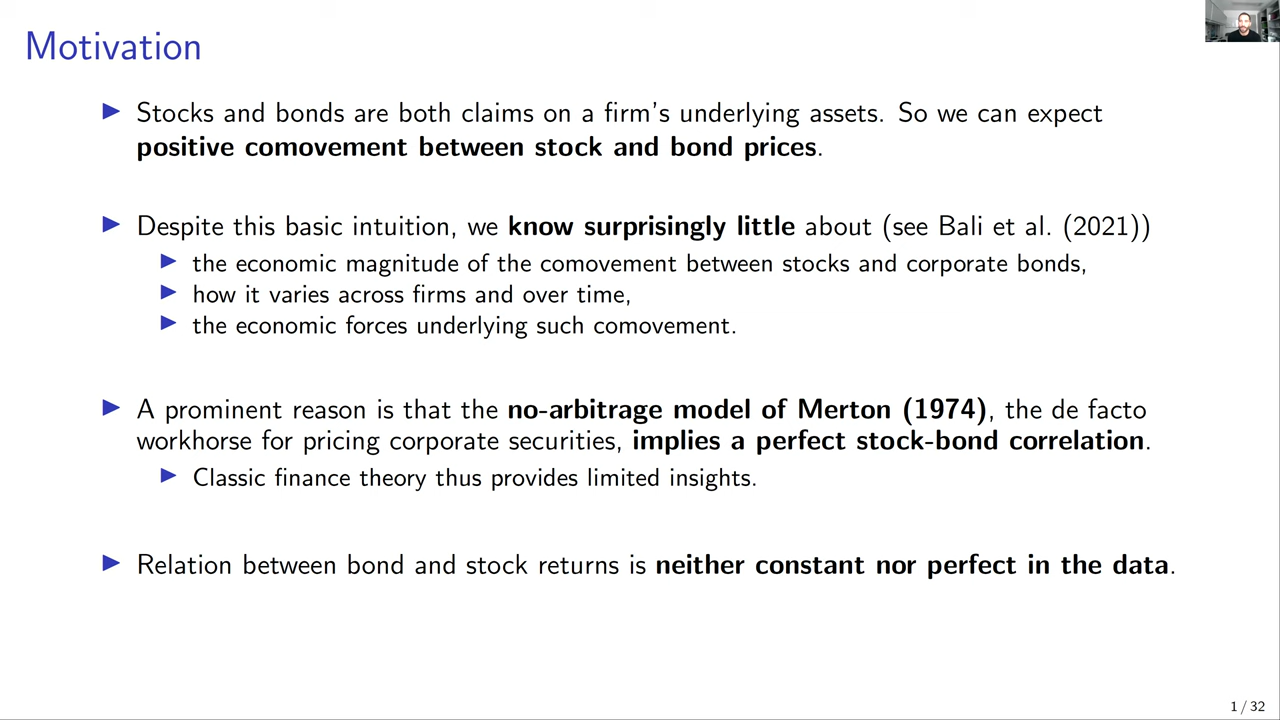 Motivation
Stocks and bonds are both claims on a firm's underlying assets. So we can expect
positive comovement between stock and bond prices.
Despite this basic intuition, we know surprisingly little about (see Bali et al. (2021))
the economic magnitude of the comovement between stocks and corporate bonds,
how it varies across firms and over time,
the economic forces underlying such comovement.
A prominent reason is that the no-arbitrage model of Merton (1974), the de facto
workhorse for pricing corporate securities, implies a perfect stock-bond correlation.
Classic finance theory thus provides limited insights.
Relation between bond and stock returns is neither constant nor perfect in the data.
1 / 32